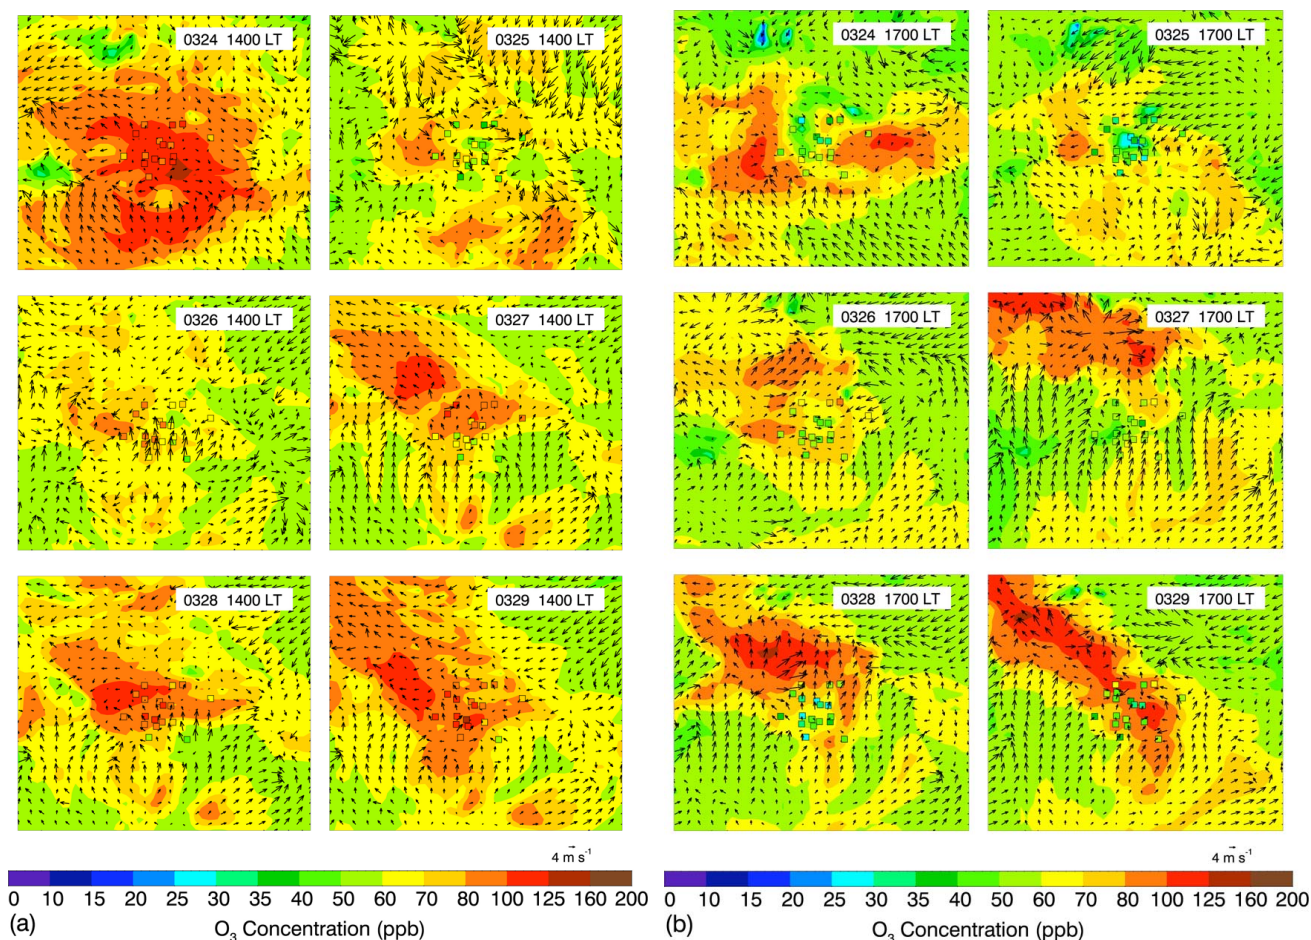 0324 1400 LT
0325 1400 LT
0324 1700 LT
0325 1700 LT
0326 1400 LT
0327 1400 LT
0326 1700 LT
0327 1700 LT
0328 1400 LT
0329 1400 LT
0328 1700 LT
0329 1700 LT
4 m s⁻¹
4 m s⁻¹
0 10 15 20 25 30 35 40 50 60 70 80 100 125 160 200
0 10 15 20 25 30 35 40 50 60 70 80 100 125 160 200
(a) O₃ Concentration (ppb)
(b) O₃ Concentration (ppb)